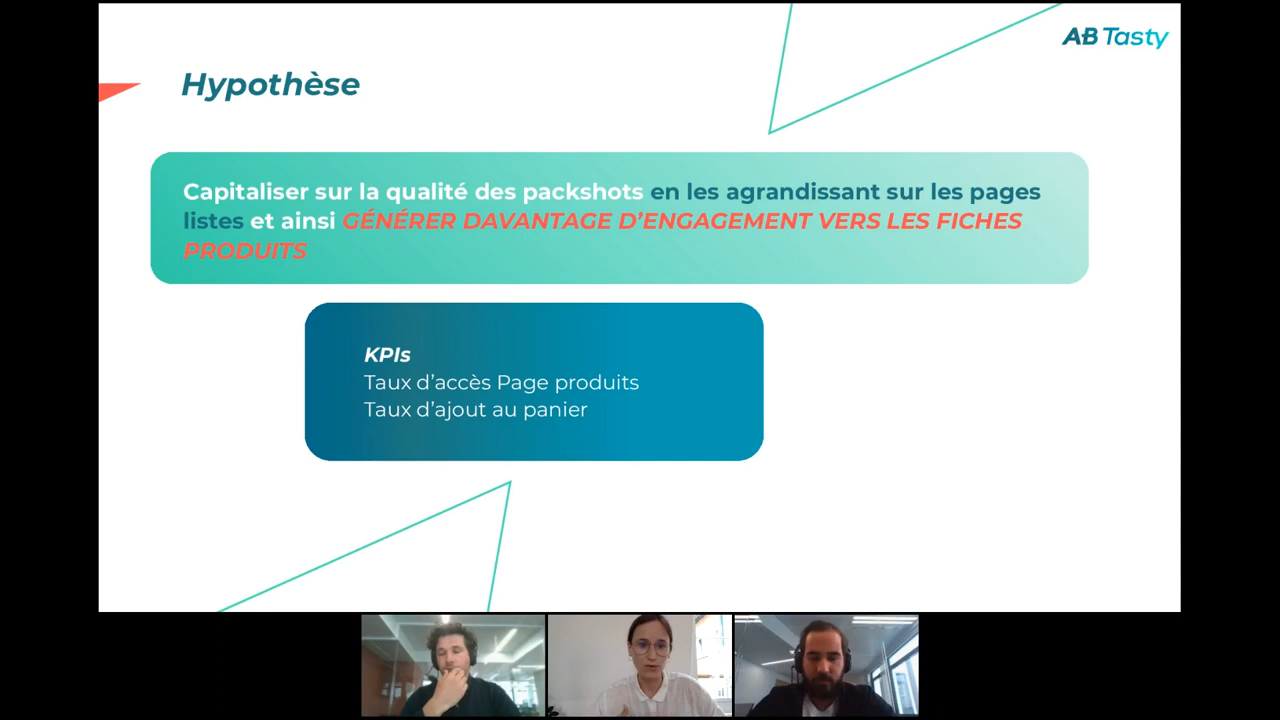 AB Tasty
Hypothèse
Capitaliser sur la qualité des packshots en les agrandissant sur les pages
listes et ainsi GÉNÉRER DAVANTAGE D’ENGAGEMENT VERS LES FICHES
PRODUITS
KPIs
Taux d’accès Page produits
Taux d’ajout au panier